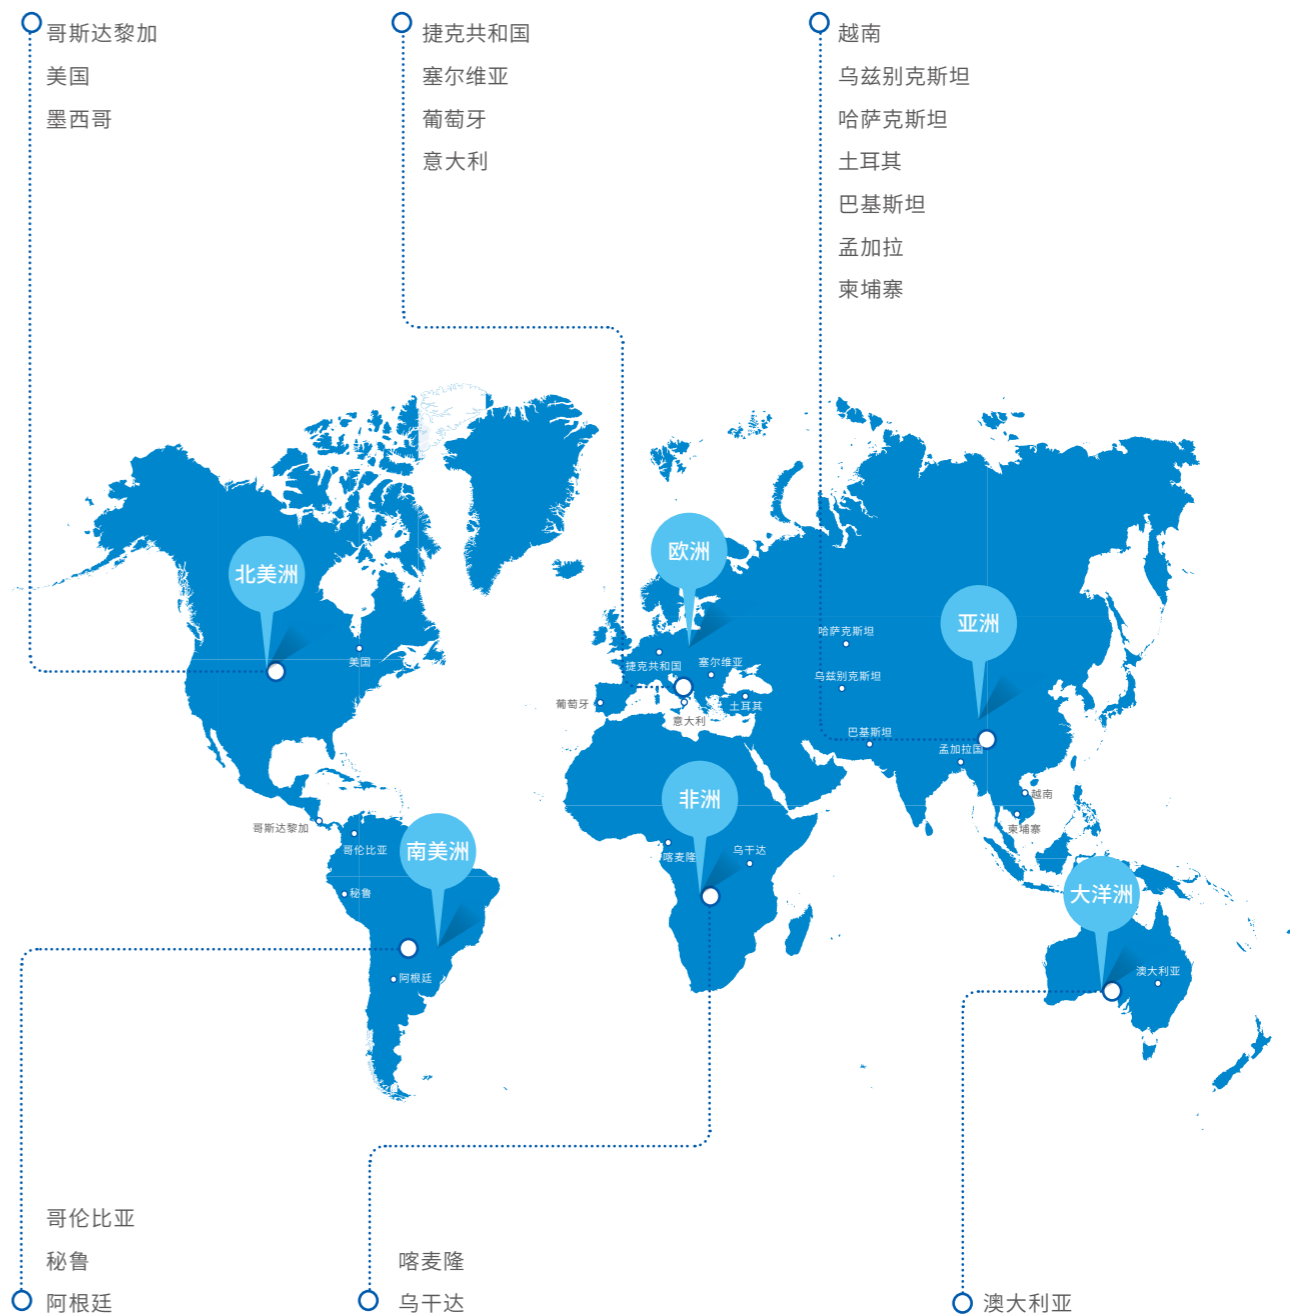 哥斯达黎加
美国
墨西哥
捷克共和国
塞尔维亚
葡萄牙
意大利
越南
乌兹别克斯坦
哈萨克斯坦
土耳其
巴基斯坦
孟加拉
柬埔寨
北美洲
欧洲
亚洲
美国
捷克共和国
塞尔维亚
哈萨克斯坦
乌兹别克斯坦
葡萄牙
意大利
土耳其
巴基斯坦
孟加拉国
越南
柬埔寨
哥斯达黎加
哥伦比亚
南美洲
秘鲁
阿根廷
非洲
喀麦隆
乌干达
大洋洲
澳大利亚
哥伦比亚
秘鲁
阿根廷
喀麦隆
乌干达
澳大利亚